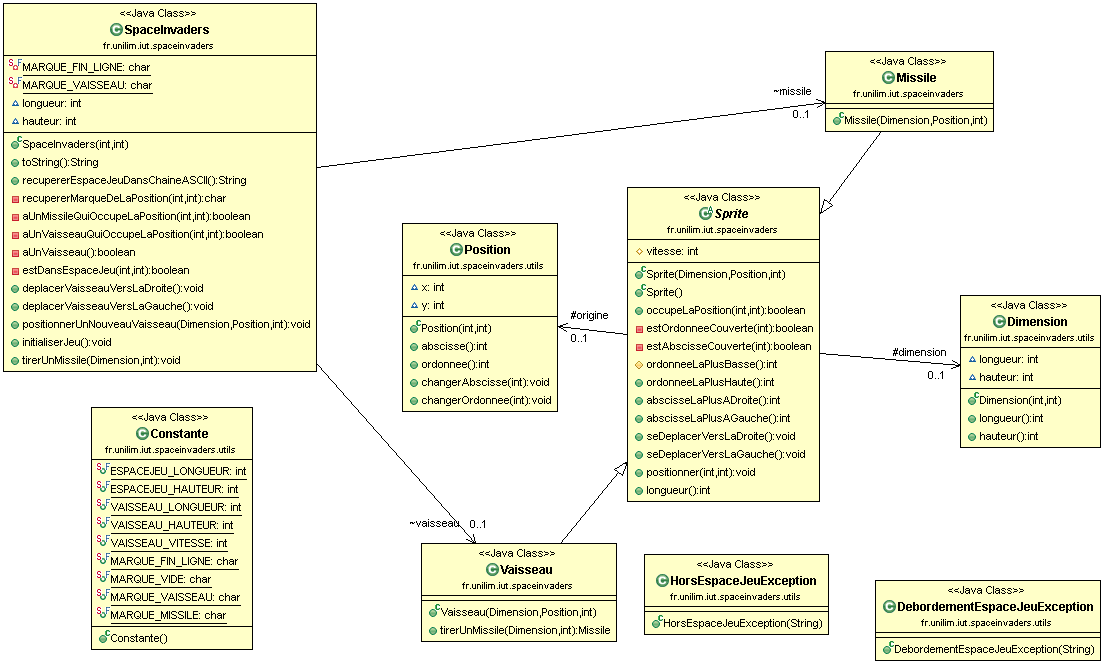 <<Java Class>>
SpaceInvaders
fr.unilim.iut.spaceinvaders
MARQUE_FIN_LIGNE: char
MARQUE_VAISSEAU: char
longueur: int
hauteur: int
SpaceInvaders(int,int)
toString():String
recupererEspaceJeuDansChaineASCII():String
recupererMarqueDeLaPosition(int,int):char
aUnMissileQuiOccupeLaPosition(int,int):boolean
aUnVaisseauQuiOccupeLaPosition(int,int):boolean
aUnVaisseau():boolean
estDansEspaceJeu(int,int):boolean
deplacerVaisseauVersLaDroite():void
deplacerVaisseauVersLaGauche():void
positionnerUnNouveauVaisseau(Dimension,Position,int):void
initialiserJeu():void
tirerUnMissile(Dimension,int):void
~missile
0..1
<<Java Class>>
Missile
fr.unilim.iut.spaceinvaders
Missile(Dimension,Position,int)
<<Java Class>>
Position
fr.unilim.iut.spaceinvaders.utils
x: int
y: int
Position(int,int)
abscisse():int
ordonnee():int
changerAbscisse(int):void
changerOrdonnee(int):void
#origine
0..1
<<Java Class>>
Sprite
fr.unilim.iut.spaceinvaders
vitesse: int
Sprite(Dimension,Position,int)
Sprite()
occupeLaPosition(int,int):boolean
estOrdonneeCouverte(int):boolean
estAbscisseCouverte(int):boolean
ordonneeLaPlusBasse():int
ordonneeLaPlusHaute():int
abscisseLaPlusADroite():int
abscisseLaPlusAGauche():int
seDeplacerVersLaDroite():void
seDeplacerVersLaGauche():void
positionner(int,int):void
longueur():int
#dimension
0..1
<<Java Class>>
Dimension
fr.unilim.iut.spaceinvaders.utils
longueur: int
hauteur: int
Dimension(int,int)
longueur():int
hauteur():int
<<Java Class>>
Constante
fr.unilim.iut.spaceinvaders.utils
ESPACEJEU_LONGUEUR: int
ESPACEJEU_HAUTEUR: int
VAISSEAU_LONGUEUR: int
VAISSEAU_HAUTEUR: int
VAISSEAU_VITESSE: int
MARQUE_FIN_LIGNE: char
MARQUE_VIDE: char
MARQUE_VAISSEAU: char
MARQUE_MISSILE: char
Constante()
~vaisseau
0..1
<<Java Class>>
Vaisseau
fr.unilim.iut.spaceinvaders
Vaisseau(Dimension,Position,int)
tirerUnMissile(Dimension,int):Missile
<<Java Class>>
HorsEspaceJeuException
fr.unilim.iut.spaceinvaders.utils
HorsEspaceJeuException(String)
<<Java Class>>
DebordementEspaceJeuException
fr.unilim.iut.spaceinvaders.utils
DebordementEspaceJeuException(String)